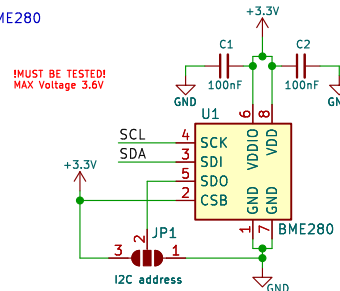 ME280
+3.3V
C1
C2
100nF
100nF
GND
GND
!MUST BE TESTED!
MAX Voltage 3.6V
U1
6
8
VDDIO
VDD
SCL
4
SCK
SDA
3
SDI
5
SDO
2
CSB
GND
GND
1
7
BME280
+3.3V
JP1
2
3
1
I2C address
GND